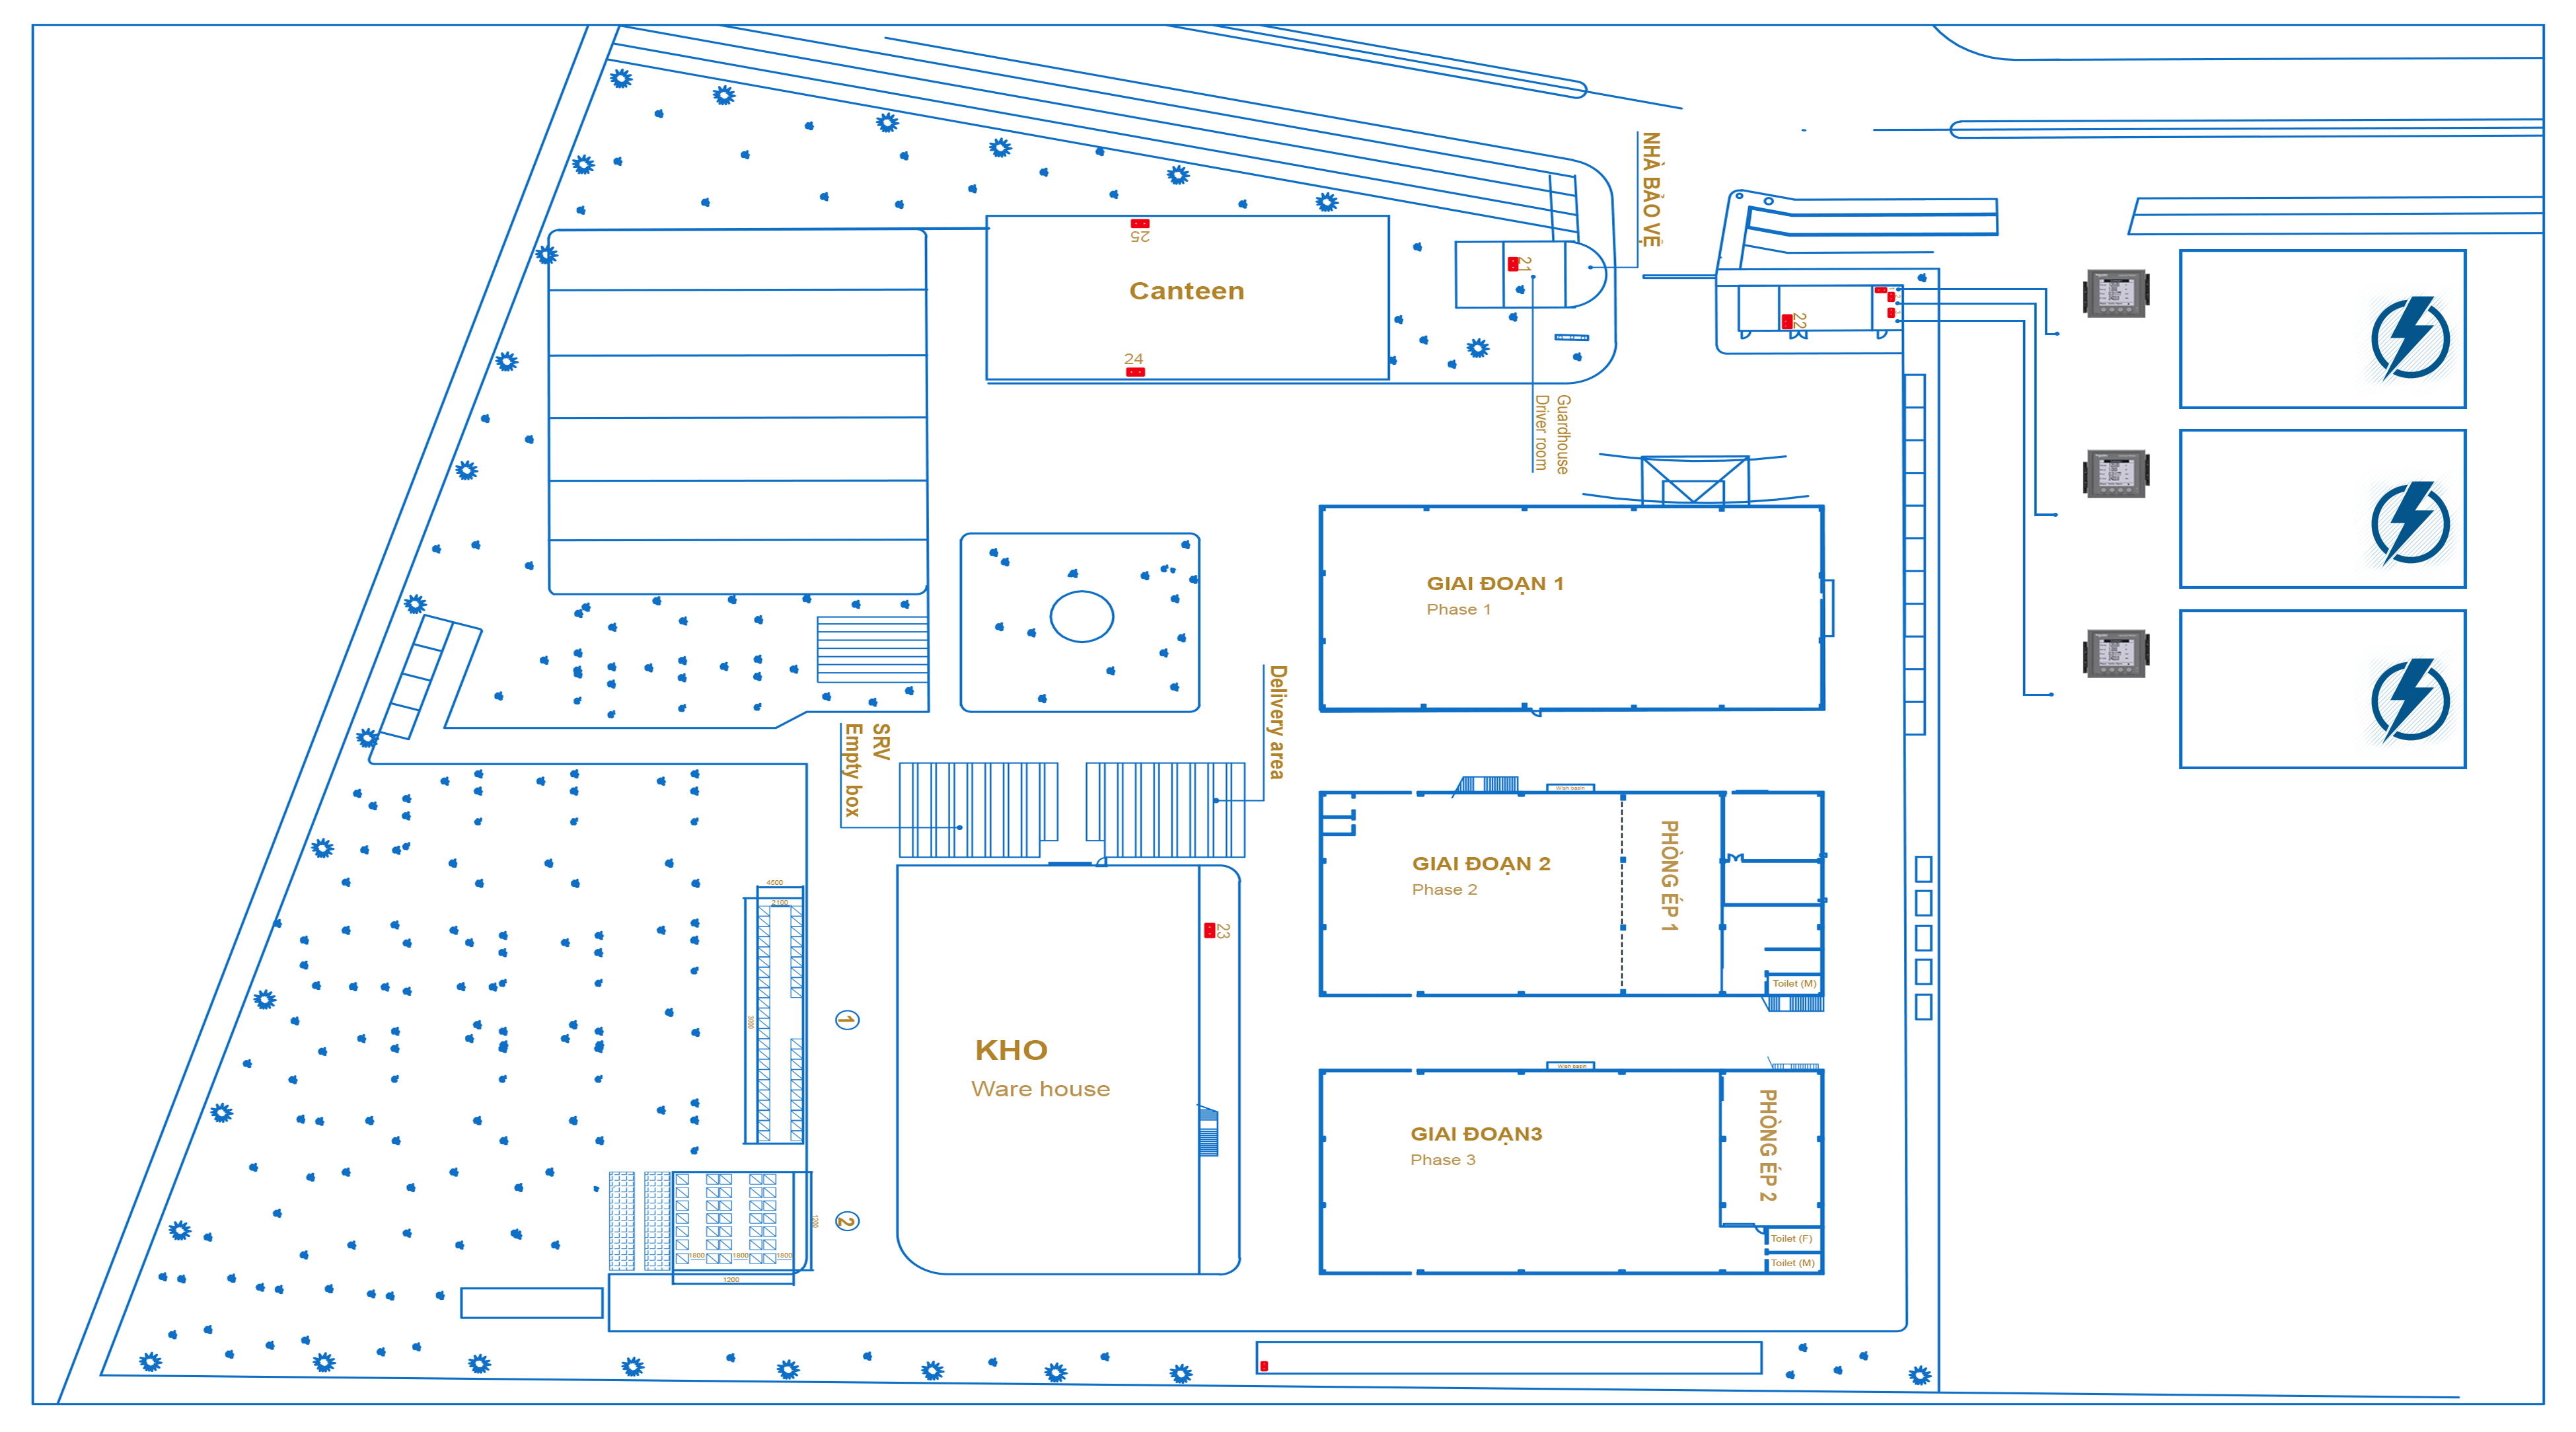 NHÀ BẢO VỆ
25
Canteen
24
21
22
Guardhouse
Driver room
GIAI ĐOẠN 1
Phase 1
Delivery area
SRV
Empty box
GIAI ĐOẠN 2
Phase 2
PHÒNG ÉP 1
Toilet (M)
4500
2100
3000
23
1
KHO
Ware house
GIAI ĐOẠN3
Phase 3
PHÒNG ÉP 2
Toilet (F)
Toilet (M)
2
1200
1800
1800
1800
1200